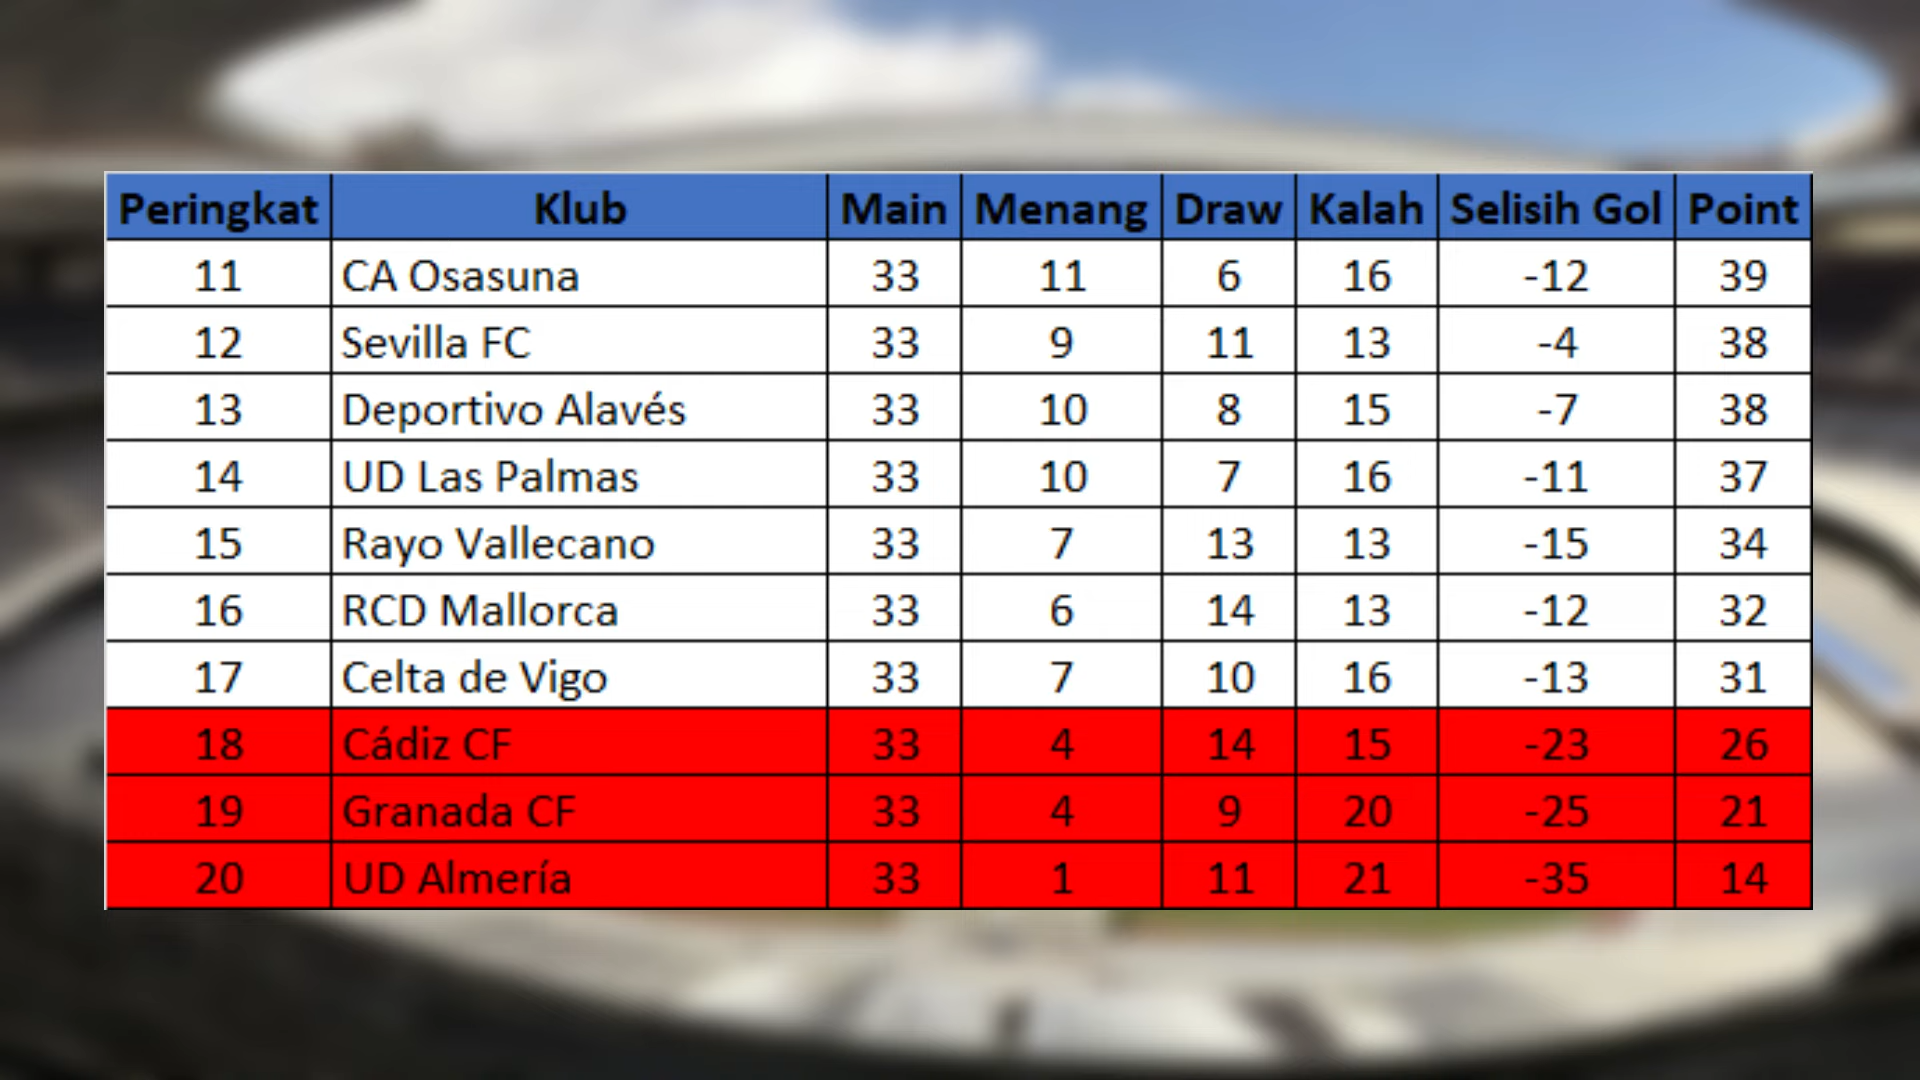 Peringkat Klub Main Menang Draw Kalah Selisih Gol Point
11 CA Osasuna 33 11 6 16 -12 39
12 Sevilla FC 33 9 11 13 -4 38
13 Deportivo Alavés 33 10 8 15 -7 38
14 UD Las Palmas 33 10 7 16 -11 37
15 Rayo Vallecano 33 7 13 13 -15 34
16 RCD Mallorca 33 6 14 13 -12 32
17 Celta de Vigo 33 7 10 16 -13 31
18 Cádiz CF 33 4 14 15 -23 26
19 Granada CF 33 4 9 20 -25 21
20 UD Almería 33 1 11 21 -35 14